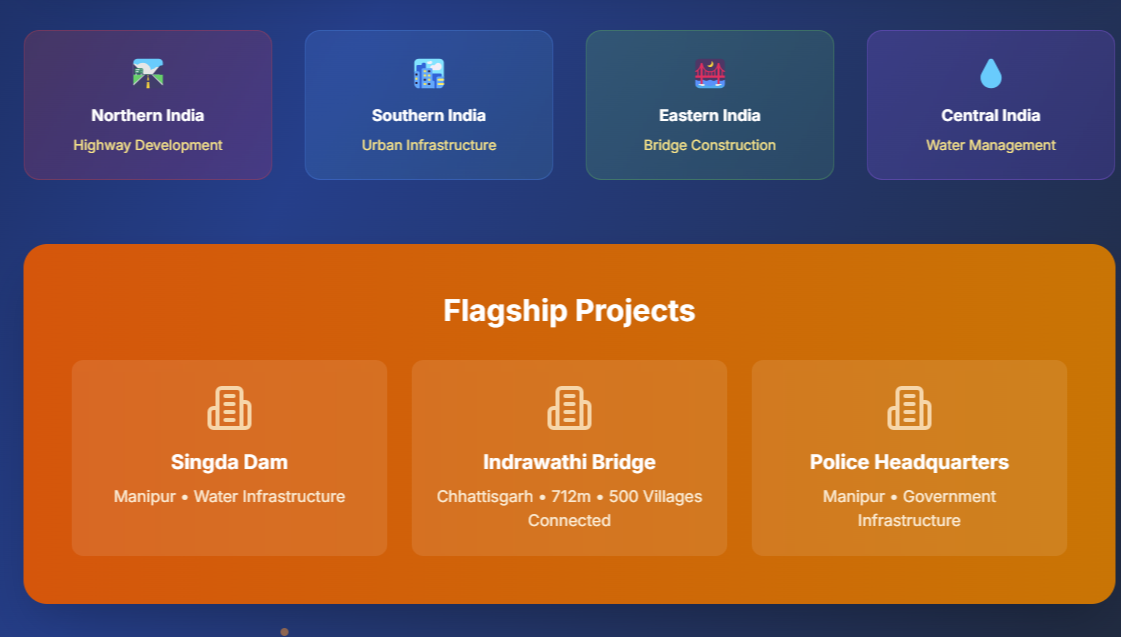 Northern India
Highway Development
Southern India
Urban Infrastructure
Eastern India
Bridge Construction
Central India
Water Management
Flagship Projects
Singda Dam
Manipur • Water Infrastructure
Indrawathi Bridge
Chhattisgarh • 712m • 500 Villages
Connected
Police Headquarters
Manipur • Government
Infrastructure